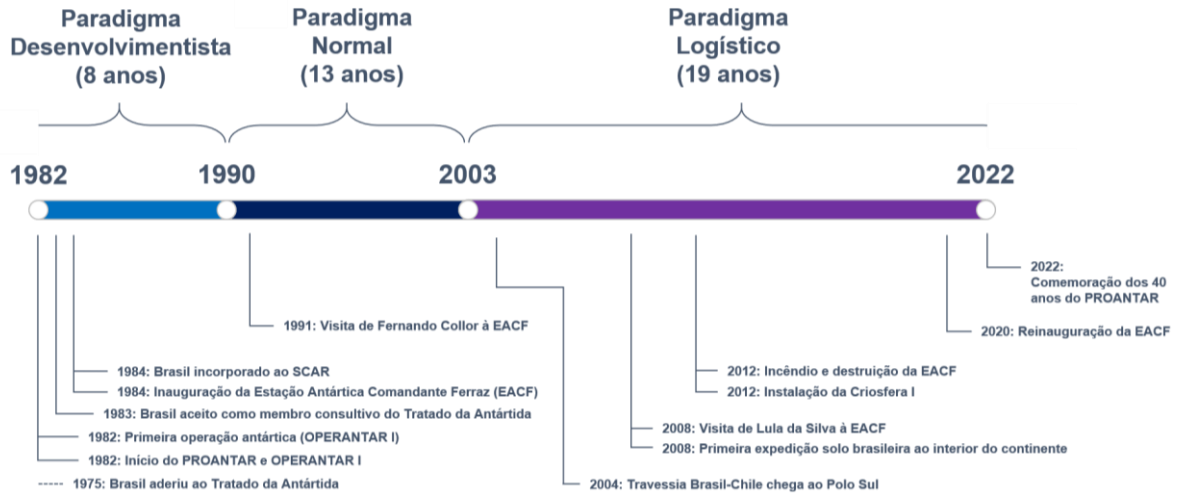 Paradigma
Desenvolvimentista
(8 anos)
Paradigma
Normal
(13 anos)
Paradigma
Logístico
(19 anos)
1982
1990
2003
2022
2022:
Comemoração dos 40
anos do PROANTAR
1991: Visita de Fernando Collor à EACF
2020: Reinauguração da EACF
1984: Brasil incorporado ao SCAR
2012: Incêndio e destruição da EACF
1984: Inauguração da Estação Antártica Comandante Ferraz (EACF)
2012: Instalação da Criosfera I
1983: Brasil aceito como membro consultivo do Tratado da Antártida
2008: Visita de Lula da Silva à EACF
1982: Primeira operação antártica (OPERANTAR I)
2008: Primeira expedição solo brasileira ao interior do continente
1982: Início do PROANTAR e OPERANTAR I
1975: Brasil aderiu ao Tratado da Antártida
2004: Travessia Brasil-Chile chega ao Polo Sul